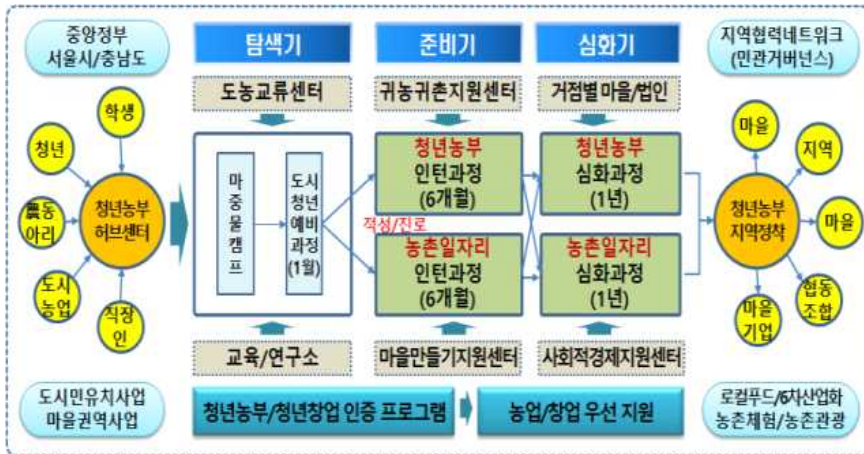 중앙정부
서울시/충남도
탐색기
준비기
심화기
지역협력네트워크
(민관거버넌스)
도농교류센터
귀농귀촌지원센터
거점별 마을/법인
학생
청년
農동
아리
도시
농업
직장
인
청년농부
허브센터
마
중
물
캠
프
도시
청년
예비
과정
(1월)
적성/진로
청년농부
인턴과정
(6개월)
농촌일자리
인턴과정
(6개월)
청년농부
심화과정
(1년)
농촌일자리
심화과정
(1년)
청년농부
지역정착
마을
지역
마을
협동
조합
마을
기업
교육/연구소
마을만들기지원센터
사회적경제지원센터
도시민유치사업
마을권역사업
청년농부/청년창업 인증 프로그램
농업/창업 우선 지원
로컬푸드/6차산업화
농촌체험/농촌관광